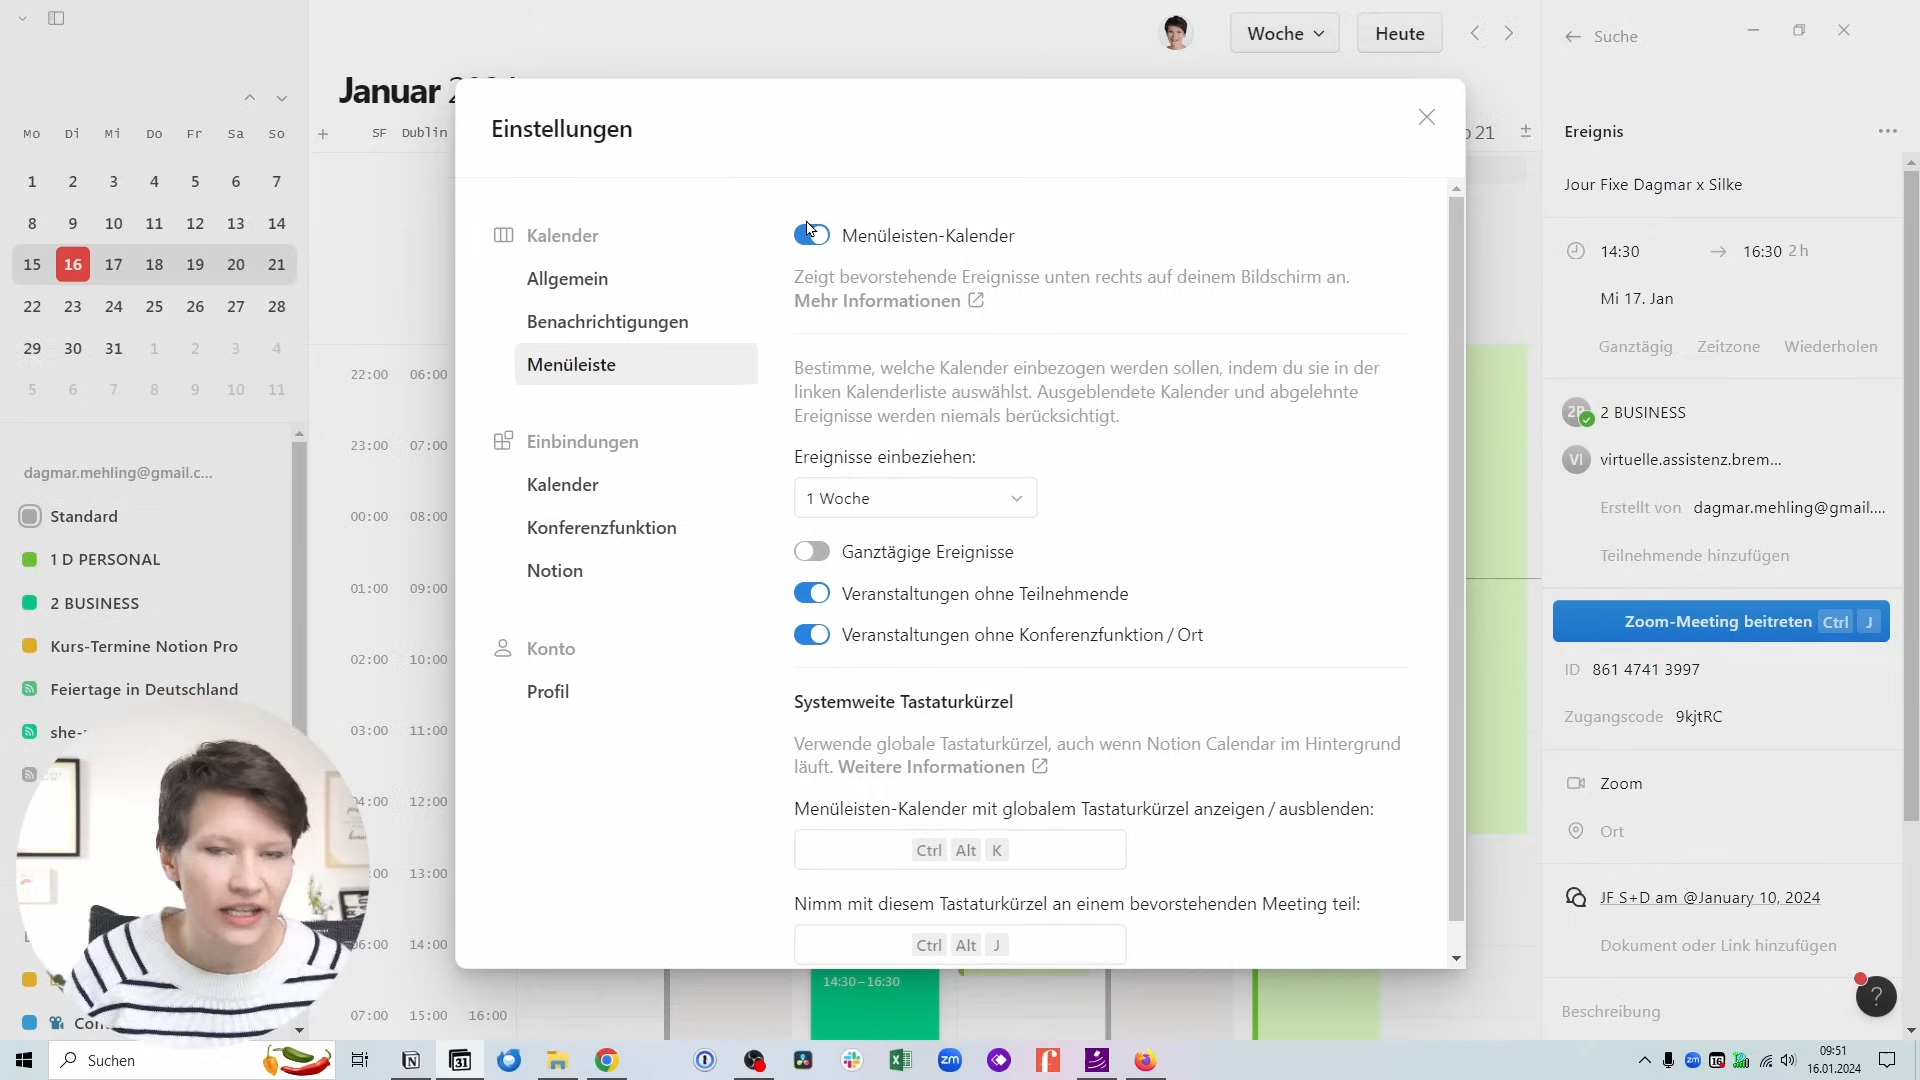 Woche
Heute
Suche
Januar
Mo Di Mi Do Fr Sa So
SF Dublin
21
1 2 3 4 5 6 7
8 9 10 11 12 13 14
15 16 17 18 19 20 21
22 23 24 25 26 27 28
29 30 31 1 2 3 4
5 6 7 8 9 10 11
dagmar.mehling@gmail.c...
Standard
1 D PERSONAL
2 BUSINESS
Kurs-Termine Notion Pro
Feiertage in Deutschland
she-
22:00 06:00
23:00 07:00
00:00 08:00
01:00 09:00
02:00 10:00
03:00 11:00
04:00 12:00
13:00
06:00 14:00
07:00 15:00 16:00
Einstellungen
Kalender
Allgemein
Benachrichtigungen
Menüleiste
Einbindungen
Kalender
Konferenzfunktion
Notion
Konto
Profil
Menüleisten-Kalender
Zeigt bevorstehende Ereignisse unten rechts auf deinem Bildschirm an.
Mehr Informationen
Bestimme, welche Kalender einbezogen werden sollen, indem du sie in der
linken Kalenderliste auswählst. Ausgeblendete Kalender und abgelehnte
Ereignisse werden niemals berücksichtigt.
Ereignisse einbeziehen:
1 Woche
Ganztägige Ereignisse
Veranstaltungen ohne Teilnehmende
Veranstaltungen ohne Konferenzfunktion / Ort
Systemweite Tastaturkürzel
Verwende globale Tastaturkürzel, auch wenn Notion Calendar im Hintergrund
läuft. Weitere Informationen
Menüleisten-Kalender mit globalem Tastaturkürzel anzeigen / ausblenden:
Ctrl Alt K
Nimm mit diesem Tastaturkürzel an einem bevorstehenden Meeting teil:
Ctrl Alt J
14:30 – 16:30
Ereignis
Jour Fixe Dagmar x Silke
14:30 → 16:30 2 h
Mi 17. Jan
Ganztägig Zeitzone Wiederholen
2 BUSINESS
VI virtuelle.assistenz.brem...
Erstellt von dagmar.mehling@gmail....
Teilnehmende hinzufügen
Zoom-Meeting beitreten Ctrl J
ID 861 4741 3997
Zugangscode 9kjtRC
Zoom
Ort
JF S+D am @January 10, 2024
Dokument oder Link hinzufügen
Beschreibung
?
Suchen
31
zm
zm
16
09:51
16.01.2024